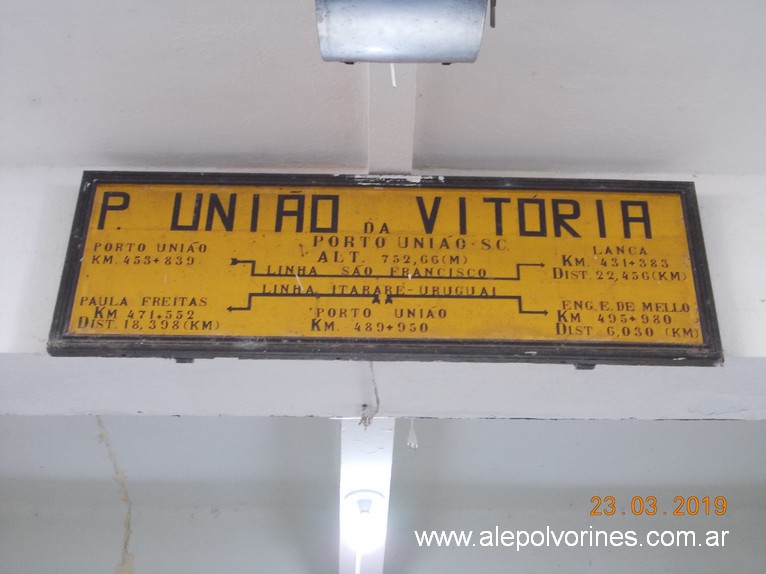 P UNIÃO DA VITÓRIA
PORTO UNIÃO-SC.
ALT. 752,66(M)
PORTO UNIÃO
KM. 453+839
LANCA
KM. 431+383
DIST. 22,456(KM)
LINHA SÃO FRANCISCO
LINHA ITARARÉ-URUGUAI
PAULA FREITAS
KM 471+552
DIST. 18,398(KM)
PORTO UNIÃO
KM. 489+950
ENG. E. DE MELLO
KM. 495+980
DIST. 6,030 (KM)
23.03.2019
www.alepolvorines.com.ar